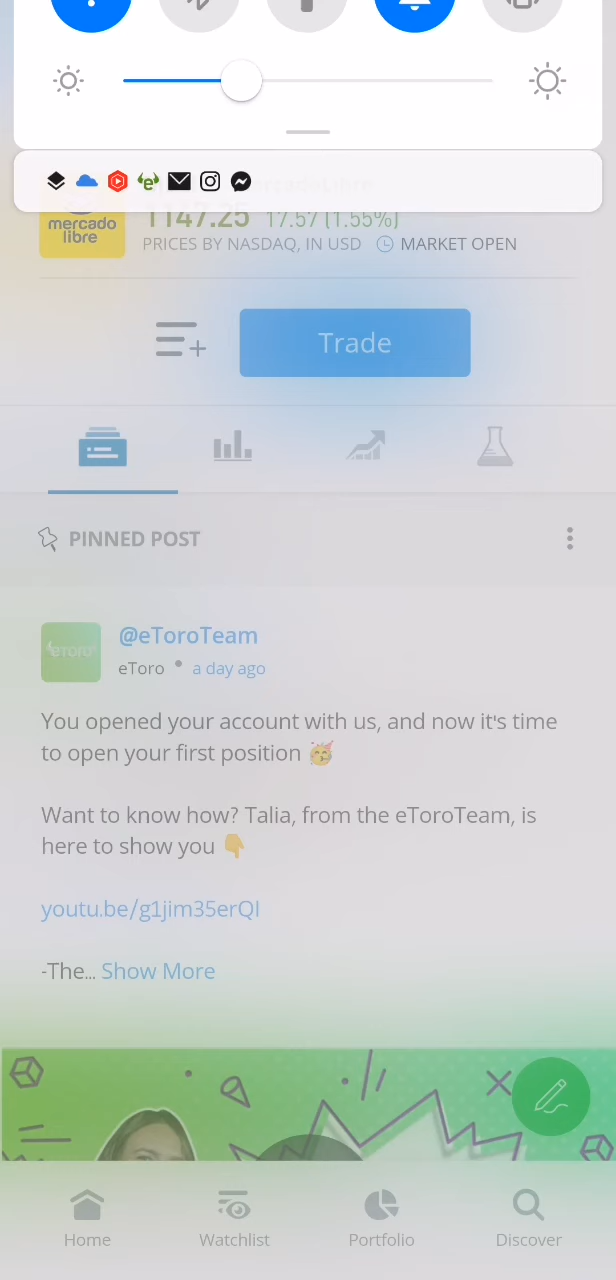 mercado
libre
1147.25 17.57 (1.55%)
PRICES BY NASDAQ, IN USD MARKET OPEN
Trade
PINNED POST
eToro
@eToroTeam
eToro • a day ago
You opened your account with us, and now it's time
to open your first position 🥳
Want to know how? Talia, from the eToroTeam, is
here to show you 👇
youtu.be/g1jim35erQI
-The... Show More
Home Watchlist Portfolio Discover